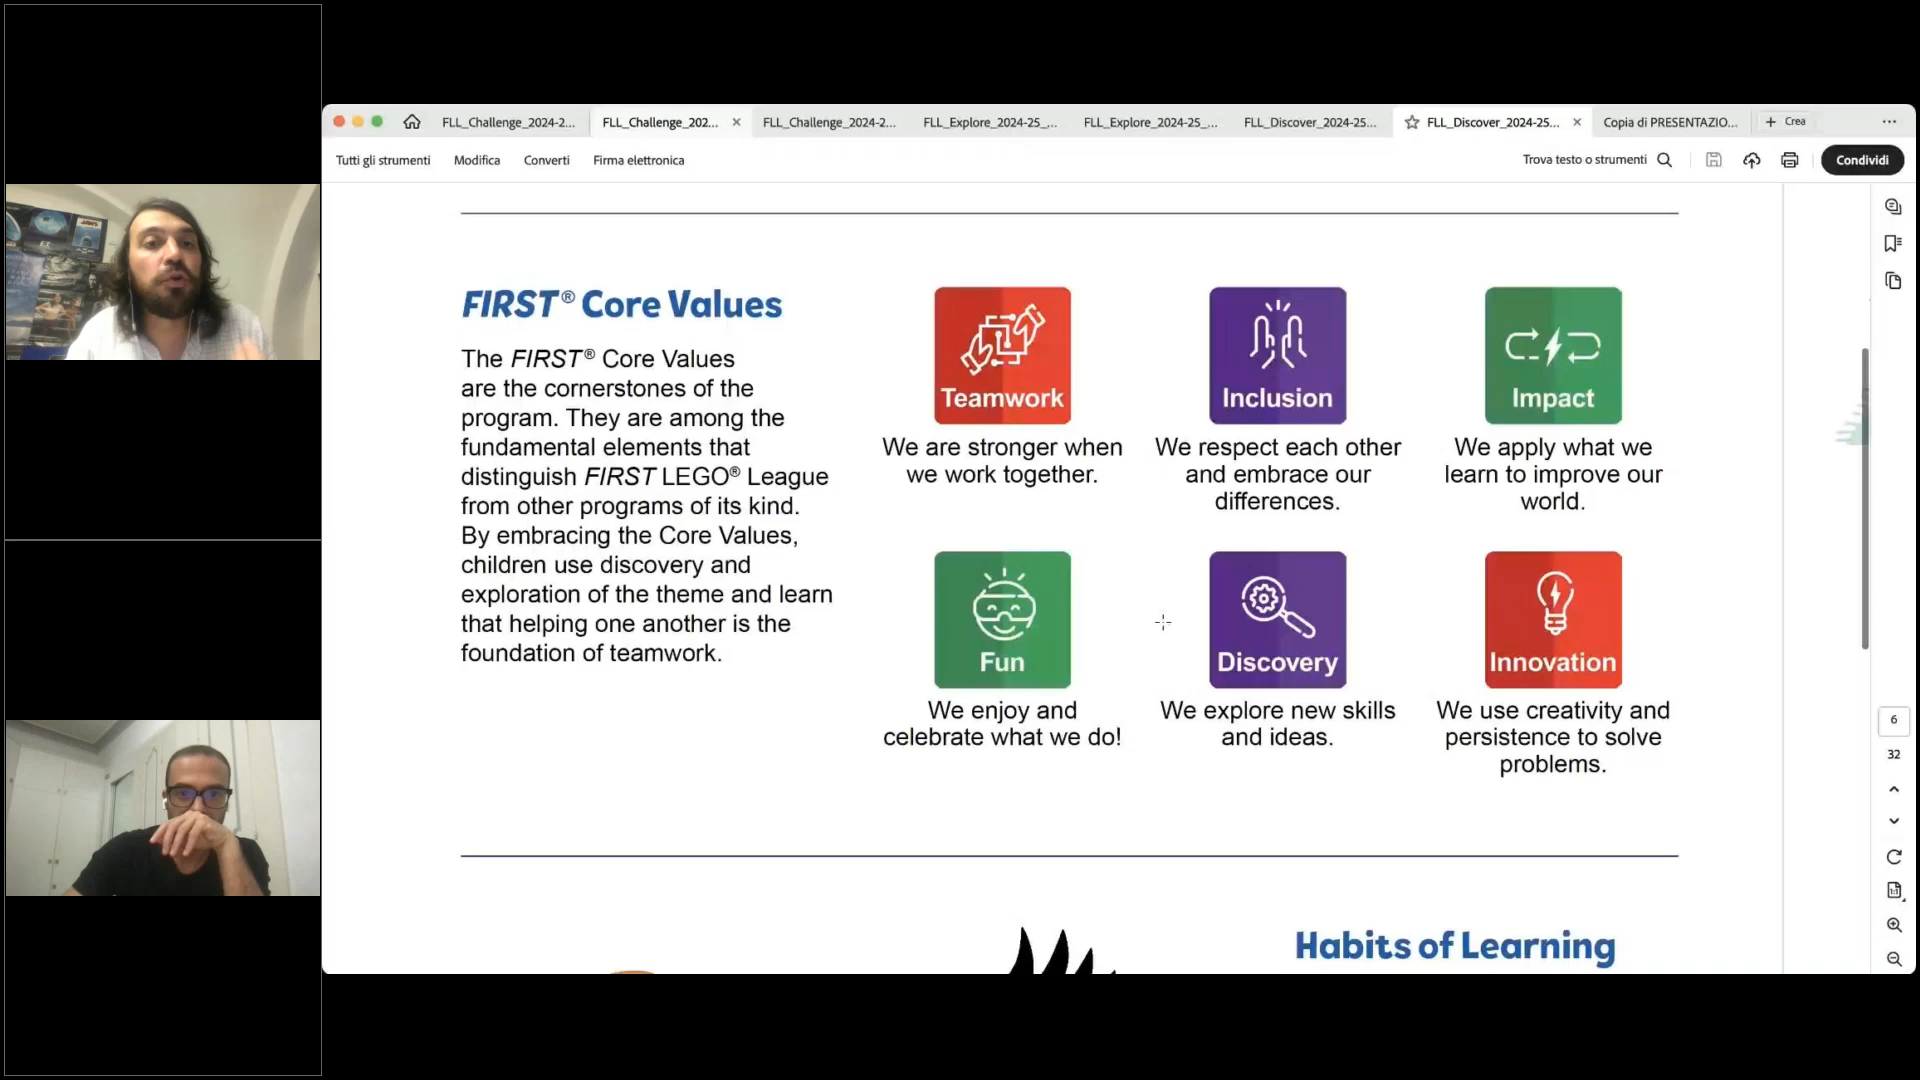 FLL_Challenge_2024-2...
FLL_Challenge_202...
FLL_Challenge_2024-2...
FLL_Explore_2024-25_...
FLL_Explore_2024-25_...
FLL_Discover_2024-25...
FLL_Discover_2024-25...
Copia di PRESENTAZIO...
Crea
Tutti gli strumenti
Modifica
Converti
Firma elettronica
Trova testo o strumenti
Condividi
FIRST® Core Values
The FIRST® Core Values
are the cornerstones of the
program. They are among the
fundamental elements that
distinguish FIRST LEGO® League
from other programs of its kind.
By embracing the Core Values,
children use discovery and
exploration of the theme and learn
that helping one another is the
foundation of teamwork.
Teamwork
We are stronger when
we work together.
Inclusion
We respect each other
and embrace our
differences.
Impact
We apply what we
learn to improve our
world.
Fun
We enjoy and
celebrate what we do!
Discovery
We explore new skills
and ideas.
Innovation
We use creativity and
persistence to solve
problems.
6
32
Habits of Learning